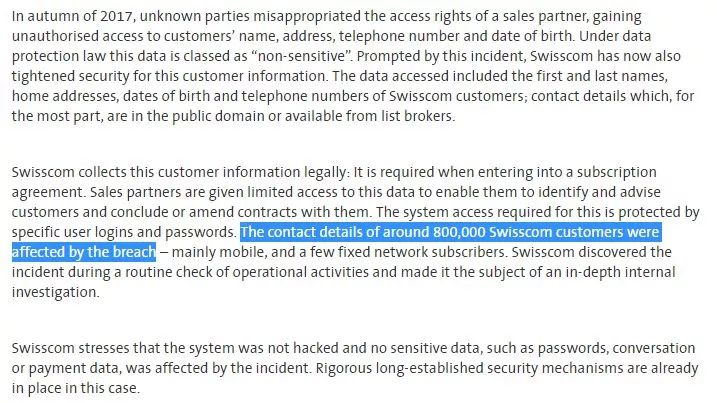 In autumn of 2017, unknown parties misappropriated the access rights of a sales partner, gaining
unauthorised access to customers’ name, address, telephone number and date of birth. Under data
protection law this data is classed as “non-sensitive”. Prompted by this incident, Swisscom has now also
tightened security for this customer information. The data accessed included the first and last names,
home addresses, dates of birth and telephone numbers of Swisscom customers; contact details which, for
the most part, are in the public domain or available from list brokers.
Swisscom collects this customer information legally: It is required when entering into a subscription
agreement. Sales partners are given limited access to this data to enable them to identify and advise
customers and conclude or amend contracts with them. The system access required for this is protected by
specific user logins and passwords. The contact details of around 800,000 Swisscom customers were
affected by the breach – mainly mobile, and a few fixed network subscribers. Swisscom discovered the
incident during a routine check of operational activities and made it the subject of an in-depth internal
investigation.
Swisscom stresses that the system was not hacked and no sensitive data, such as passwords, conversation
or payment data, was affected by the incident. Rigorous long-established security mechanisms are already
in place in this case.